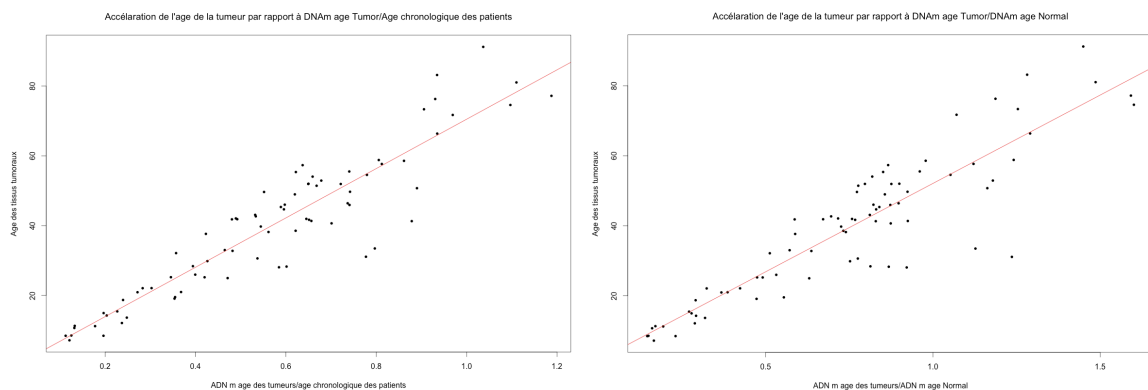 Accélaration de l'age de la tumeur par rapport à DNAm age Tumor/Age chronologique des patients
Age des tissus tumoraux
80
60
40
20
0.2 0.4 0.6 0.8 1.0 1.2
ADN m age des tumeurs/age chronologique des patients
Accélaration de l'age de la tumeur par rapport à DNAm age Tumor/DNAm age Normal
Age des tissus tumoraux
80
60
40
20
0.5 1.0 1.5
ADN m age des tumeurs/ADN m age Normal